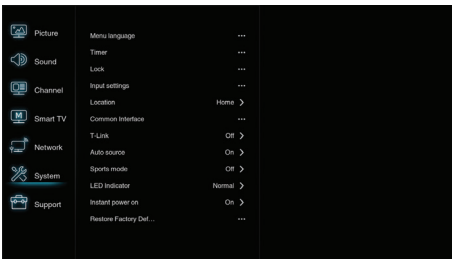 Picture
Sound
Channel
M
Smart TV
Network
System
Support
Menu language ...
Timer ...
Lock ...
Input settings ...
Location Home >
Common Interface ...
T-Link Off >
Auto source On >
Sports mode Off >
LED Indicator Normal >
Instant power on On >
Restore Factory Def... ...